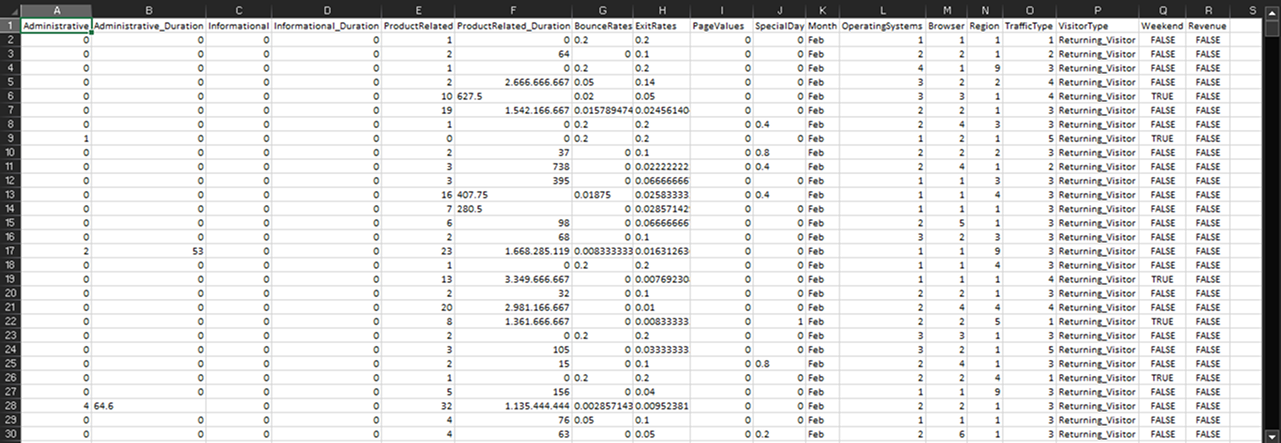 A B C D E F G H I J K L M N O P Q R S
1 Administrative Administrative_Duration Informational Informational_Duration ProductRelated ProductRelated_Duration BounceRates ExitRates PageValues SpecialDay Month OperatingSystems Browser Region TrafficType VisitorType Weekend Revenue
2 0 0 0 0 1 0 0.2 0.2 0 0 Feb 1 1 1 1 Returning_Visitor FALSE FALSE
3 0 0 0 0 2 64 0 0.1 0 0 Feb 2 2 1 2 Returning_Visitor FALSE FALSE
4 0 0 0 0 1 0 0.2 0.2 0 0 Feb 4 1 9 3 Returning_Visitor FALSE FALSE
5 0 0 0 0 2 2.666.666.667 0.05 0.14 0 0 Feb 3 2 2 4 Returning_Visitor FALSE FALSE
6 0 0 0 0 10 627.5 0.02 0.05 0 0 Feb 3 3 1 4 Returning_Visitor TRUE FALSE
7 0 0 0 0 19 1.542.166.667 0.015789474 0.02456140 0 0 Feb 2 2 1 3 Returning_Visitor FALSE FALSE
8 0 0 0 0 1 0 0.2 0.2 0 0.4 Feb 2 4 3 3 Returning_Visitor FALSE FALSE
9 1 0 0 0 0 0 0.2 0.2 0 0 Feb 1 2 1 5 Returning_Visitor TRUE FALSE
10 0 0 0 0 2 37 0 0.1 0 0.8 Feb 2 2 2 3 Returning_Visitor FALSE FALSE
11 0 0 0 0 3 738 0 0.02222222 0 0.4 Feb 2 4 1 2 Returning_Visitor FALSE FALSE
12 0 0 0 0 3 395 0 0.06666666 0 0 Feb 1 1 3 3 Returning_Visitor FALSE FALSE
13 0 0 0 0 16 407.75 0.01875 0.02583333 0 0.4 Feb 1 1 4 3 Returning_Visitor FALSE FALSE
14 0 0 0 0 7 280.5 0 0.02857142 0 0 Feb 1 1 1 3 Returning_Visitor FALSE FALSE
15 0 0 0 0 6 98 0 0.06666666 0 0 Feb 2 5 1 3 Returning_Visitor FALSE FALSE
16 0 0 0 0 2 68 0 0.1 0 0 Feb 3 2 3 3 Returning_Visitor FALSE FALSE
17 2 53 0 0 23 1.668.285.119 0.008333333 0.01631263 0 0 Feb 1 1 9 3 Returning_Visitor FALSE FALSE
18 0 0 0 0 1 0 0.2 0.2 0 0 Feb 1 1 4 3 Returning_Visitor FALSE FALSE
19 0 0 0 0 13 3.349.666.667 0 0.00769230 0 0 Feb 1 1 1 4 Returning_Visitor TRUE FALSE
20 0 0 0 0 2 32 0 0.1 0 0 Feb 2 2 1 3 Returning_Visitor FALSE FALSE
21 0 0 0 0 20 2.981.166.667 0 0.01 0 0 Feb 2 4 4 4 Returning_Visitor FALSE FALSE
22 0 0 0 0 8 1.361.666.667 0 0.00833333 0 1 Feb 2 2 5 1 Returning_Visitor TRUE FALSE
23 0 0 0 0 2 0 0.2 0.2 0 0 Feb 3 3 1 3 Returning_Visitor FALSE FALSE
24 0 0 0 0 3 105 0 0.03333333 0 0 Feb 3 2 1 5 Returning_Visitor FALSE FALSE
25 0 0 0 0 2 15 0 0.1 0 0.8 Feb 2 4 1 3 Returning_Visitor FALSE FALSE
26 0 0 0 0 1 0 0.2 0.2 0 0 Feb 2 2 4 1 Returning_Visitor TRUE FALSE
27 0 0 0 0 5 156 0 0.04 0 0 Feb 1 1 9 3 Returning_Visitor FALSE FALSE
28 4 64.6 0 0 32 1.135.444.444 0.002857143 0.00952381 0 0 Feb 2 2 1 3 Returning_Visitor FALSE FALSE
29 0 0 0 0 4 76 0.05 0.1 0 0 Feb 1 1 1 3 Returning_Visitor FALSE FALSE
30 0 0 0 0 4 63 0 0.05 0 0.2 Feb 2 6 1 3 Returning_Visitor FALSE FALSE